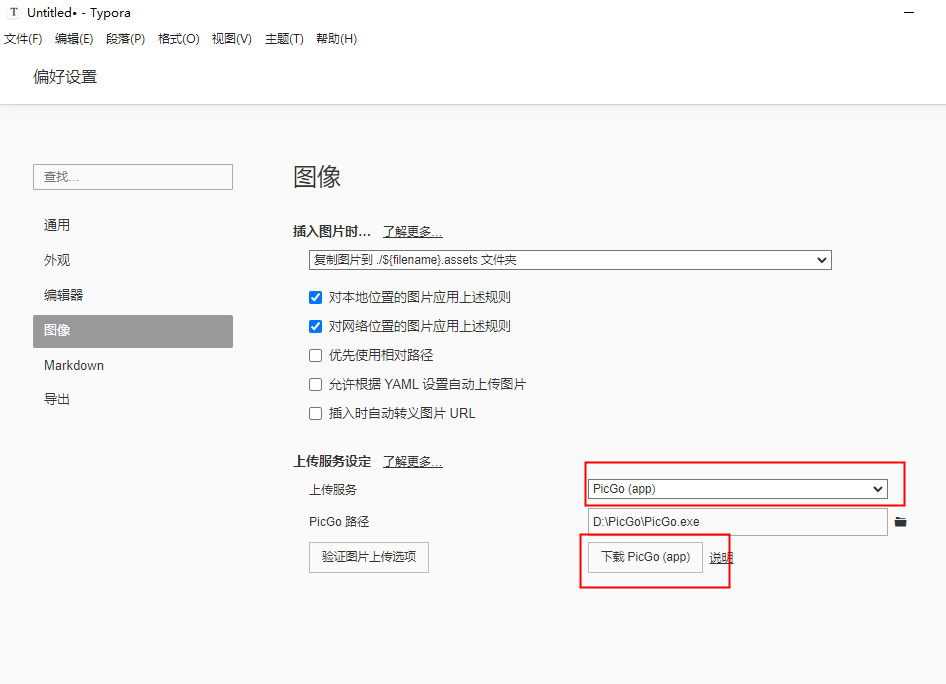 T Untitled• - Typora
文件(F) 编辑(E) 段落(P) 格式(O) 视图(V) 主题(T) 帮助(H)
偏好设置
查找...
通用
外观
编辑器
图像
Markdown
导出
图像
插入图片时... 了解更多...
复制图片到 ./${filename}.assets 文件夹
对本地位置的图片应用上述规则
对网络位置的图片应用上述规则
优先使用相对路径
允许根据 YAML 设置自动上传图片
插入时自动转义图片 URL
上传服务设定 了解更多...
上传服务 PicGo (app)
PicGo 路径 D:\PicGo\PicGo.exe
验证图片上传选项 下载 PicGo (app) 说明